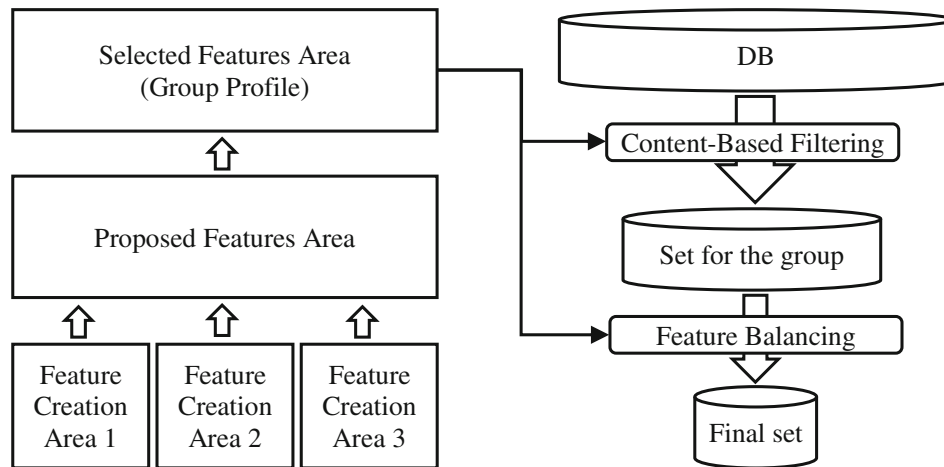 Selected Features Area
(Group Profile)
Proposed Features Area
Feature
Creation
Area 1
Feature
Creation
Area 2
Feature
Creation
Area 3
DB
Content-Based Filtering
Set for the group
Feature Balancing
Final set